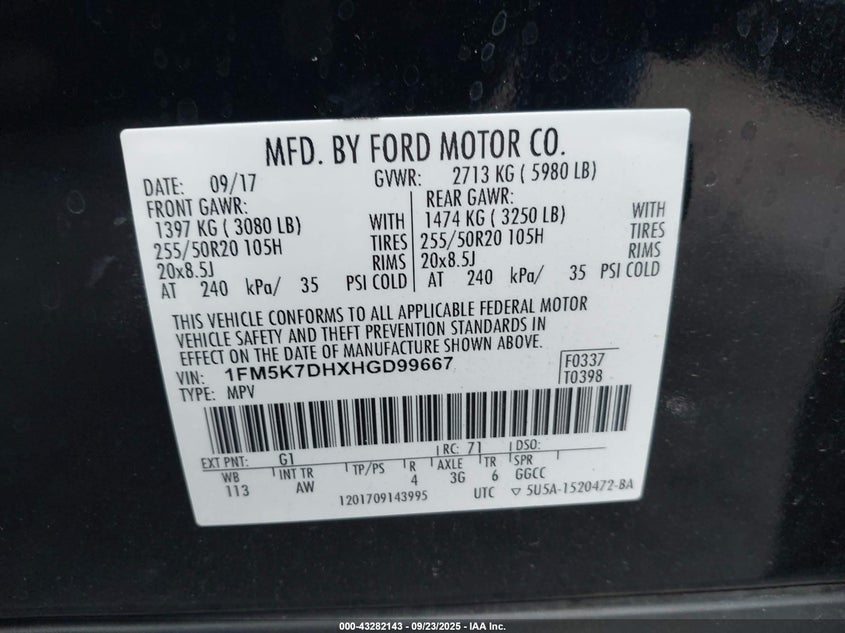 MFD. BY FORD MOTOR CO.
DATE: 09/17 GVWR: 2713 KG ( 5980 LB)
FRONT GAWR: REAR GAWR:
1397 KG ( 3080 LB) WITH 1474 KG ( 3250 LB) WITH
255/50R20 105H TIRES 255/50R20 105H TIRES
20x8.5J RIMS 20x8.5J RIMS
AT 240 kPa/ 35 PSI COLD AT 240 kPa/ 35 PSI COLD
THIS VEHICLE CONFORMS TO ALL APPLICABLE FEDERAL MOTOR
VEHICLE SAFETY AND THEFT PREVENTION STANDARDS IN
EFFECT ON THE DATE OF MANUFACTURE SHOWN ABOVE.
VIN: 1FM5K7DHXHGD99667 F0337
TYPE: MPV T0398
EXT PNT: G1 RC: 71 DSO:
WB INT TR TP/PS R AXLE TR SPR
113 AW 4 3G 6 GGCC
1201709143995 UTC ▽ 5U5A-1520472-BA
000-43282143 - 09/23/2025 - IAA Inc.